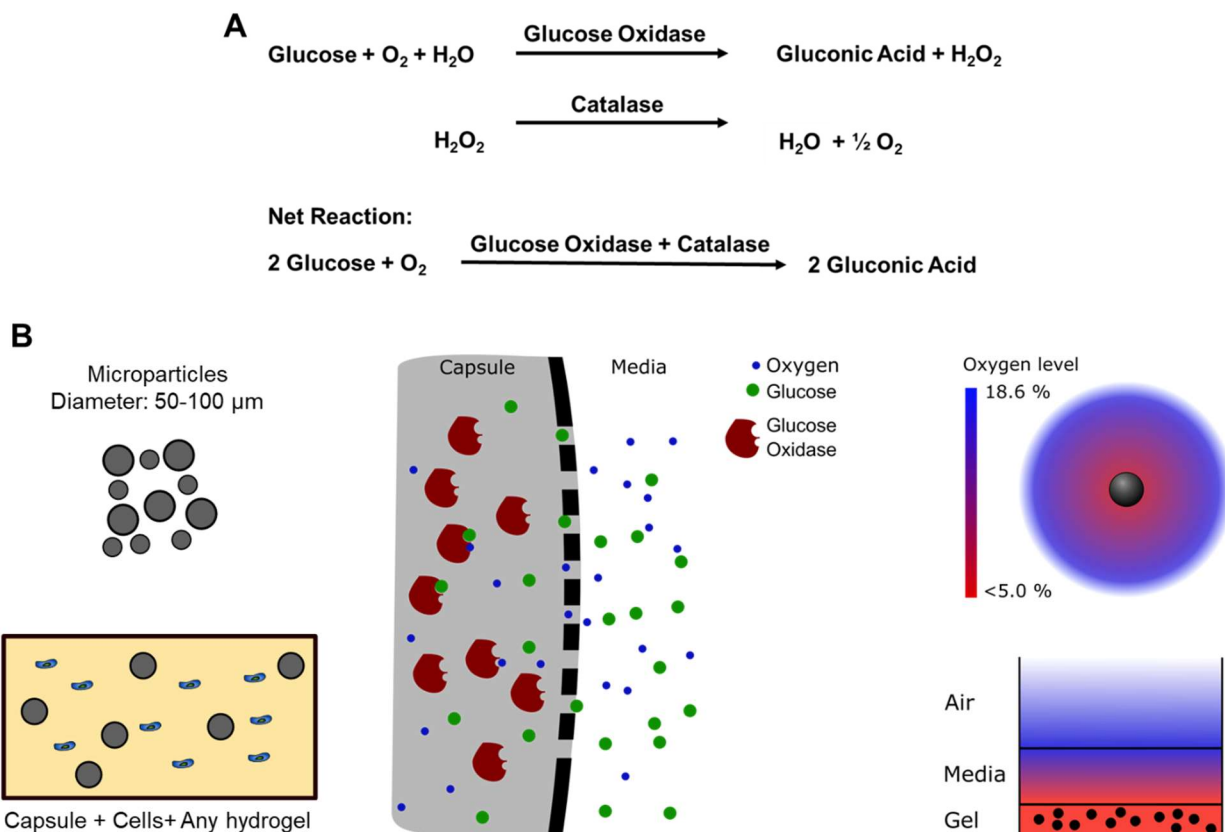 A
Glucose + O₂ + H₂O
Glucose Oxidase
Gluconic Acid + H₂O₂
H₂O₂
Catalase
H₂O + ½ O₂
Net Reaction:
2 Glucose + O₂
Glucose Oxidase + Catalase
2 Gluconic Acid
B
Microparticles
Diameter: 50-100 µm
Capsule + Cells+ Any hydrogel
Capsule
Media
Oxygen
Glucose
Glucose
Oxidase
Oxygen level
18.6 %
<5.0 %
Air
Media
Gel